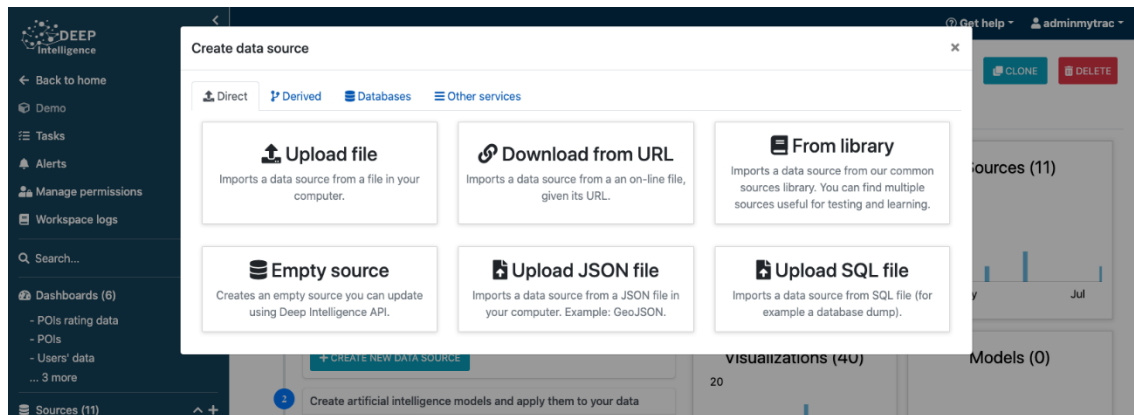 DEEP
Intelligence
Get help
adminmytrac
Create data source
×
← Back to home
Demo
Tasks
Alerts
Manage permissions
Workspace logs
Search...
Dashboards (6)
- POIs rating data
- POIs
- Users' data
... 3 more
Sources (11)
CLONE
DELETE
Direct
Derived
Databases
Other services
Upload file
Imports a data source from a file in your
computer.
Download from URL
Imports a data source from a an on-line file,
given its URL.
From library
Imports a data source from our common
sources library. You can find multiple
sources useful for testing and learning.
Empty source
Creates an empty source you can update
using Deep Intelligence API.
Upload JSON file
Imports a data source from a JSON file in
your computer. Example: GeoJSON.
Upload SQL file
Imports a data source from SQL file (for
example a database dump).
ources (11)
y
Jul
+ CREATE NEW DATA SOURCE
2
Create artificial intelligence models and apply them to your data
Visualizations (40)
20
Models (0)